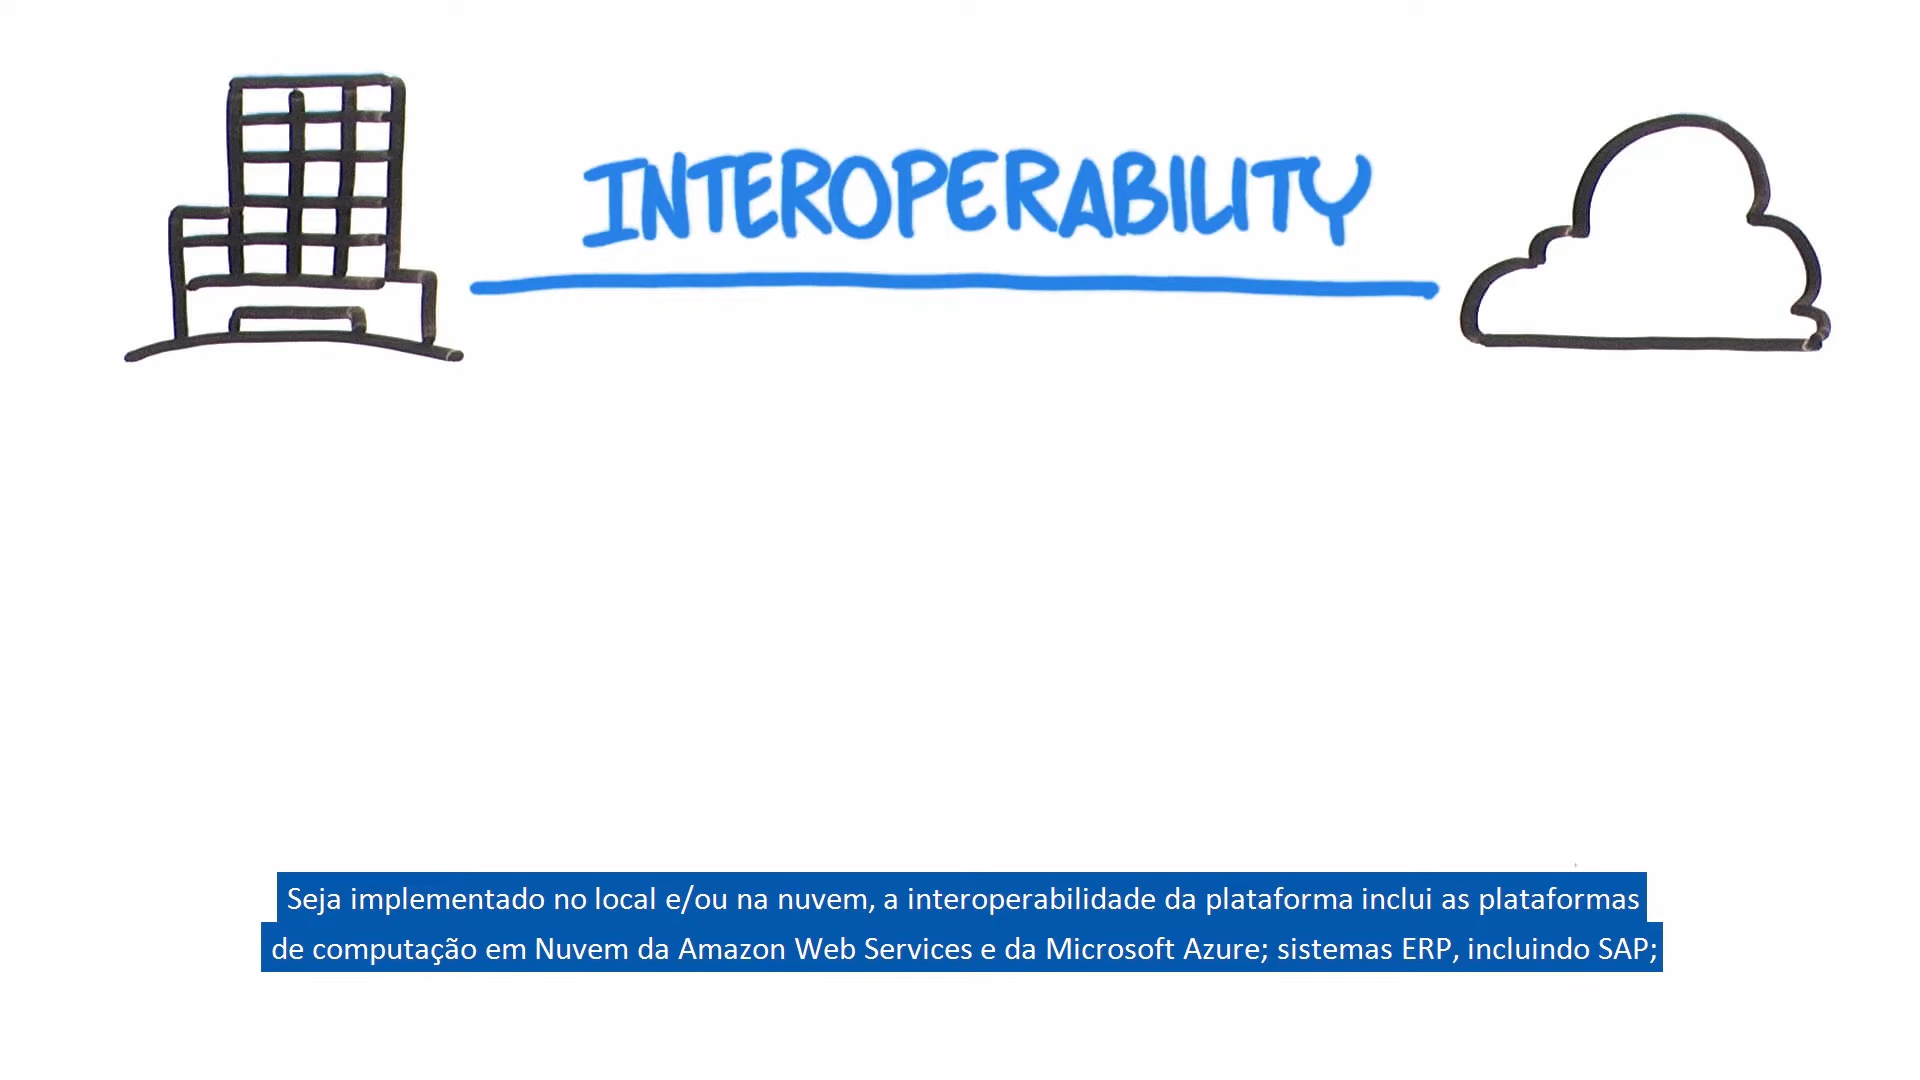 INTEROPERABILITY
Seja implementado no local e/ou na nuvem, a interoperabilidade da plataforma inclui as plataformas
de computação em Nuvem da Amazon Web Services e da Microsoft Azure; sistemas ERP, incluindo SAP;